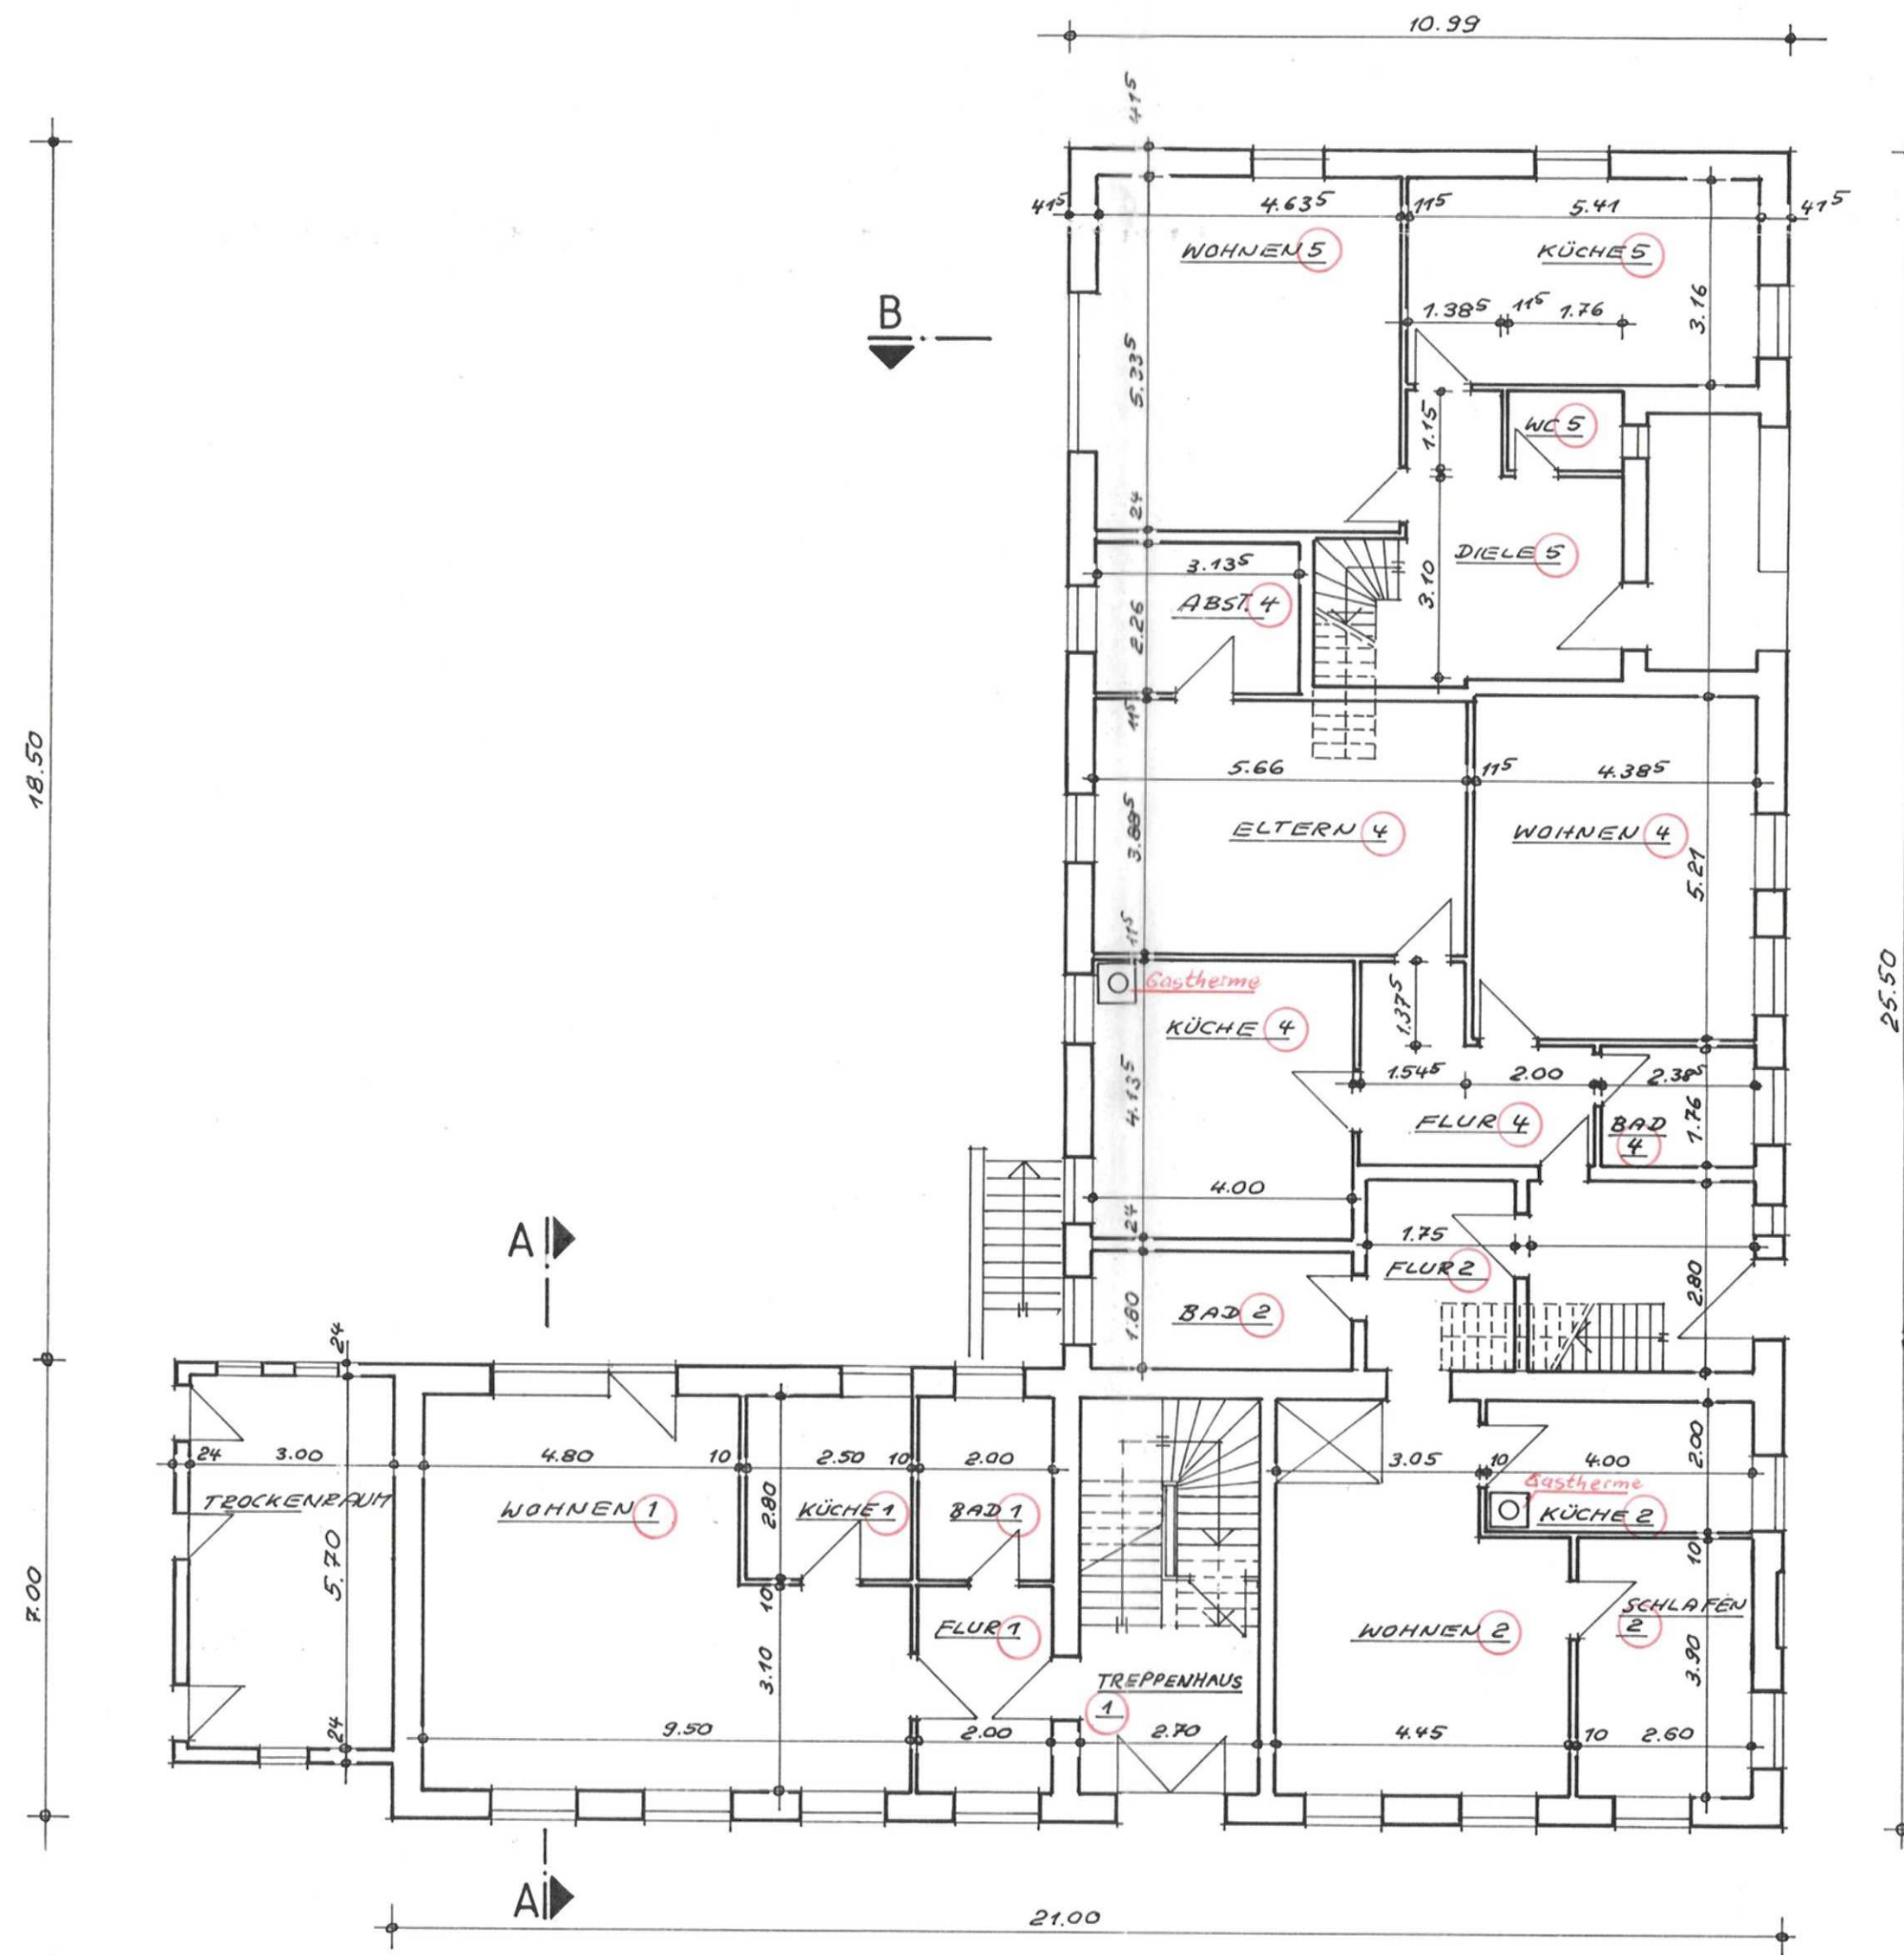 10.99
41⁵
41⁵
4.63⁵
11⁵
5.41
41⁵
WOHNEN 5
KÜCHE 5
B
1.38⁵
11⁵
1.76
3.16
5.33⁵
1.15
WC 5
24
DIELE 5
3.13⁵
3.10
ABST. 4
2.26
11⁵
18.50
5.66
11⁵
4.38⁵
ELTERN 4
WOHNEN 4
3.88⁵
5.21
11⁵
Gastherme
1.37⁵
25.50
KÜCHE 4
1.54⁵
2.00
2.38⁵
4.13⁵
FLUR 4
BAD
4
1.76
4.00
24
A
1.75
FLUR 2
2.80
BAD 2
1.80
24
24
3.00
4.80
10
2.50
10
2.00
3.05
10
4.00
2.00
Gastherme
TROCKENRAUM
WOHNEN 1
2.80
KÜCHE 1
BAD 1
KÜCHE 2
5.70
10
10
7.00
FLUR 1
WOHNEN 2
SCHLAFEN
2
3.10
3.90
TREPPENHAUS
1
24
9.50
2.00
2.70
4.45
10
2.60
A
21.00